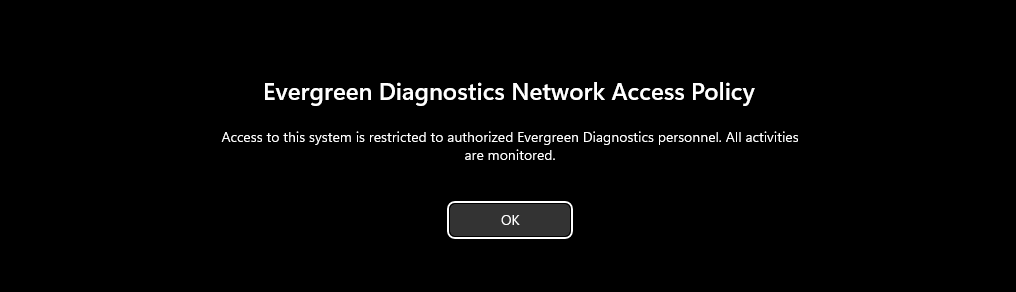 Evergreen Diagnostics Network Access Policy
Access to this system is restricted to authorized Evergreen Diagnostics personnel. All activities
are monitored.
OK